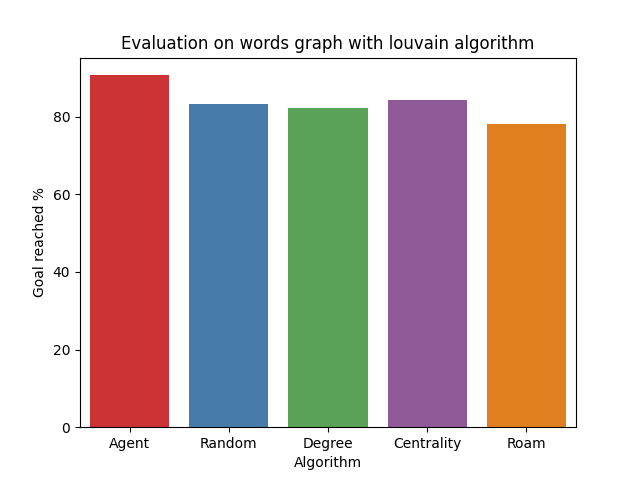 Evaluation on words graph with louvain algorithm
Goal reached %
80
60
40
20
0
Agent Random Degree Centrality Roam
Algorithm